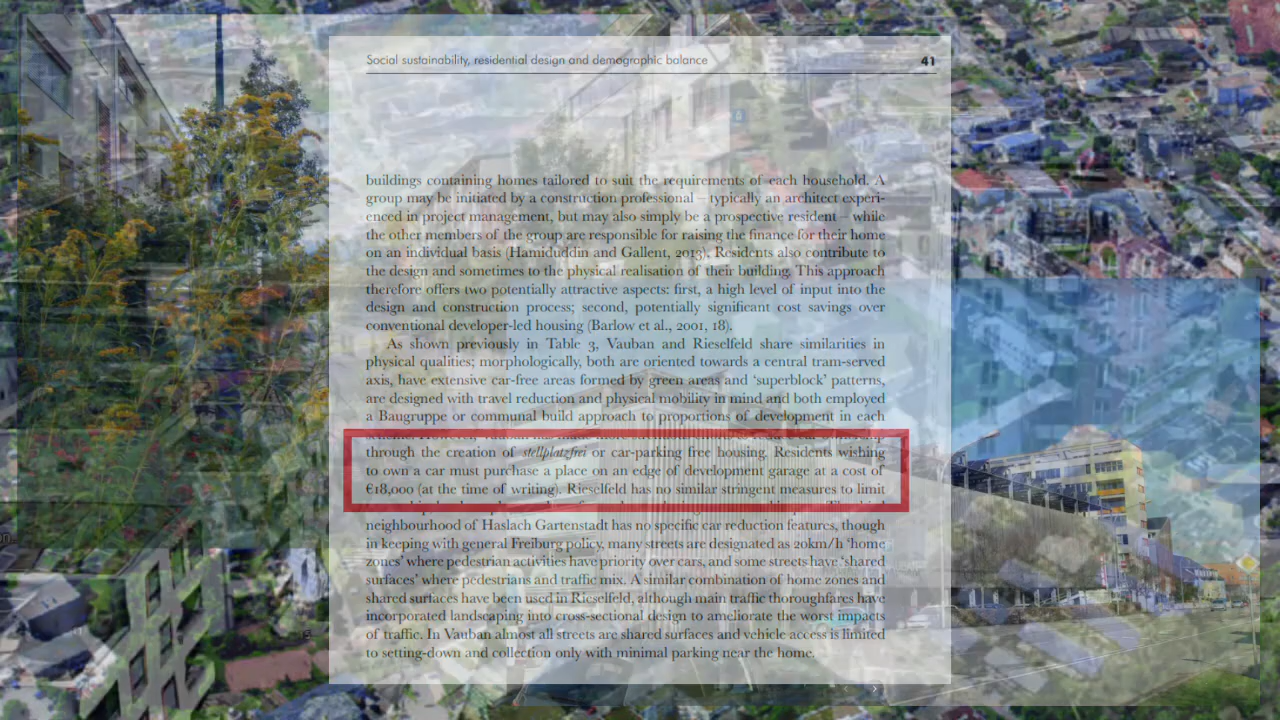 Social sustainability, residential design and demographic balance 41
buildings containing homes tailored to suit the requirements of each household. A
group may be initiated by a construction professional – typically an architect experi-
enced in project management, but may also simply be a prospective resident – while
the other members of the group are responsible for raising the finance for their home
on an individual basis (Hamiduddin and Gallent, 2013). Residents also contribute to
the design and sometimes to the physical realisation of their building. This approach
therefore offers two potentially attractive aspects: first, a high level of input into the
design and construction process; second, potentially significant cost savings over
conventional developer-led housing (Barlow et al., 2001, 18).
As shown previously in Table 3, Vauban and Rieselfeld share similarities in
physical qualities; morphologically, both are oriented towards a central tram-served
axis, have extensive car-free areas formed by green areas and ‘superblock’ patterns,
are designed with travel reduction and physical mobility in mind and both employed
a Baugruppe or communal build approach to proportions of development in each
through the creation of stellplatzfrei or car-parking free housing. Residents wishing
to own a car must purchase a place on an edge of development garage at a cost of
€18,000 (at the time of writing). Rieselfeld has no similar stringent measures to limit
neighbourhood of Haslach Gartenstadt has no specific car reduction features, though
in keeping with general Freiburg policy, many streets are designated as 20km/h ‘home
zones’ where pedestrian activities have priority over cars, and some streets have ‘shared
surfaces’ where pedestrians and traffic mix. A similar combination of home zones and
shared surfaces have been used in Rieselfeld, although main traffic thoroughfares have
incorporated landscaping into cross-sectional design to ameliorate the worst impacts
of traffic. In Vauban almost all streets are shared surfaces and vehicle access is limited
to setting-down and collection only with minimal parking near the home.